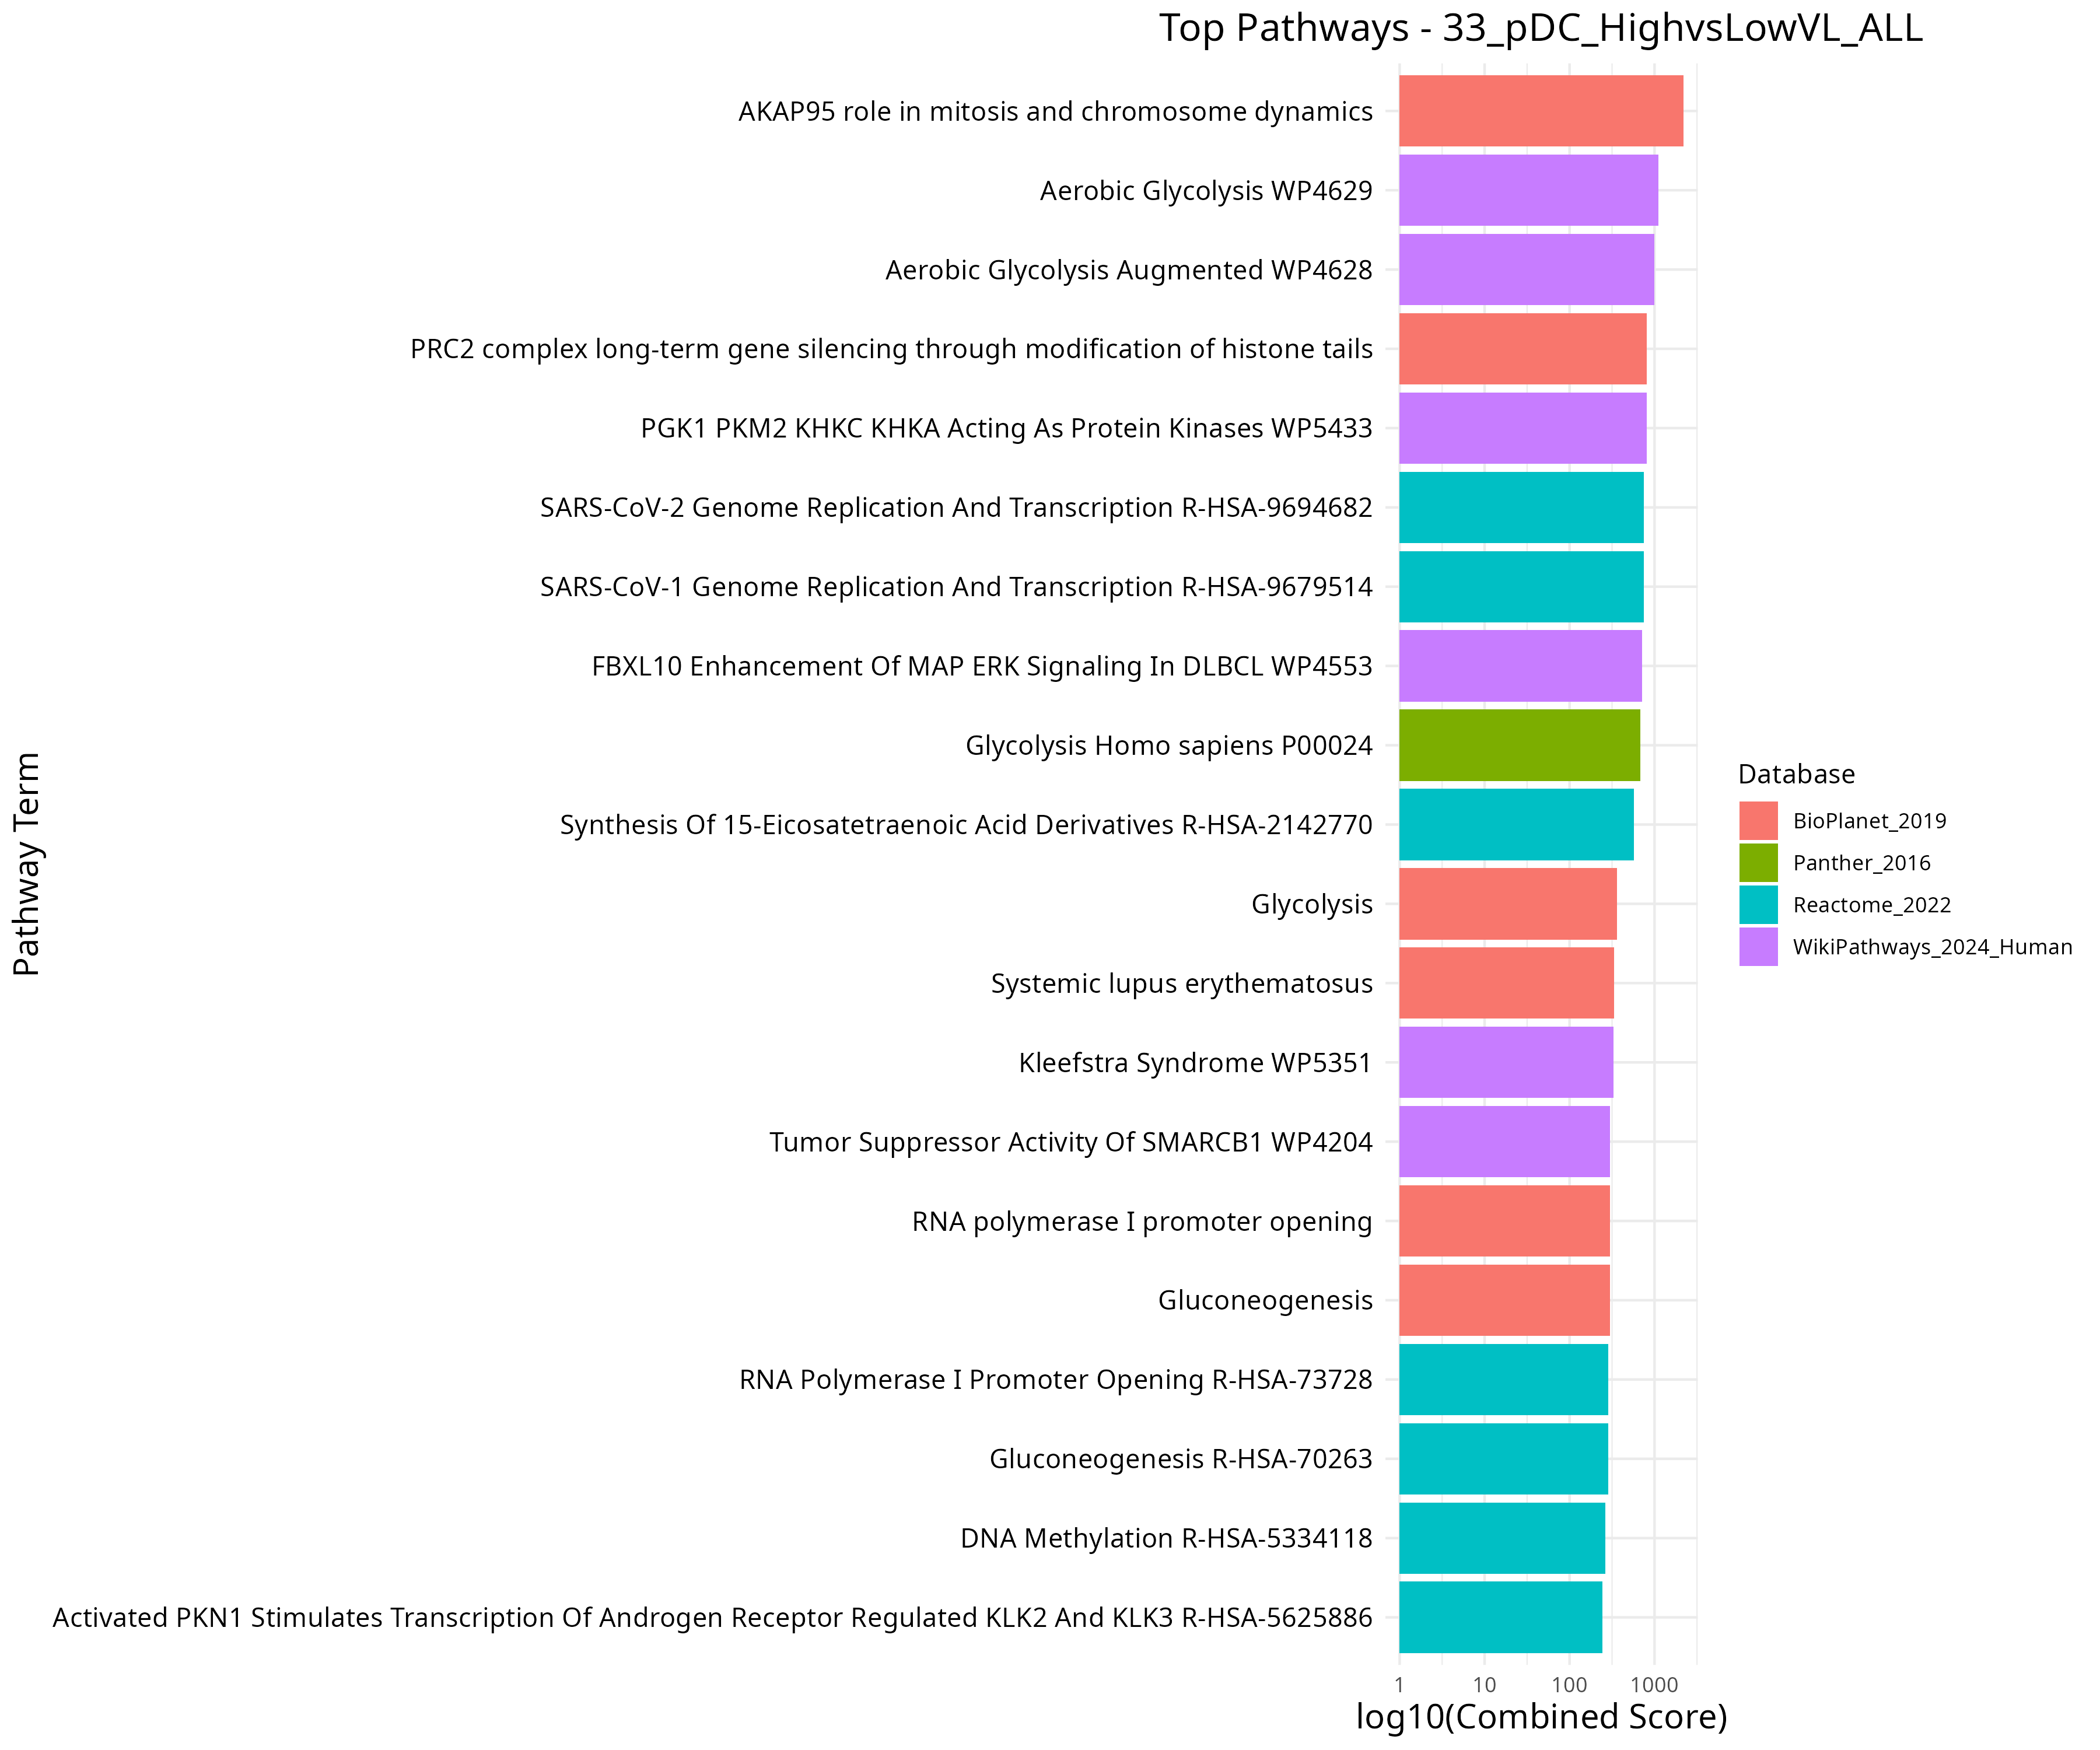 Top Pathways - 33_pDC_HighvsLowVL_ALL
Pathway Term
AKAP95 role in mitosis and chromosome dynamics
Aerobic Glycolysis WP4629
Aerobic Glycolysis Augmented WP4628
PRC2 complex long-term gene silencing through modification of histone tails
PGK1 PKM2 KHKC KHKA Acting As Protein Kinases WP5433
SARS-CoV-2 Genome Replication And Transcription R-HSA-9694682
SARS-CoV-1 Genome Replication And Transcription R-HSA-9679514
FBXL10 Enhancement Of MAP ERK Signaling In DLBCL WP4553
Glycolysis Homo sapiens P00024
Synthesis Of 15-Eicosatetraenoic Acid Derivatives R-HSA-2142770
Glycolysis
Systemic lupus erythematosus
Kleefstra Syndrome WP5351
Tumor Suppressor Activity Of SMARCB1 WP4204
RNA polymerase I promoter opening
Gluconeogenesis
RNA Polymerase I Promoter Opening R-HSA-73728
Gluconeogenesis R-HSA-70263
DNA Methylation R-HSA-5334118
Activated PKN1 Stimulates Transcription Of Androgen Receptor Regulated KLK2 And KLK3 R-HSA-5625886
1 10 100 1000
log10(Combined Score)
Database
BioPlanet_2019
Panther_2016
Reactome_2022
WikiPathways_2024_Human